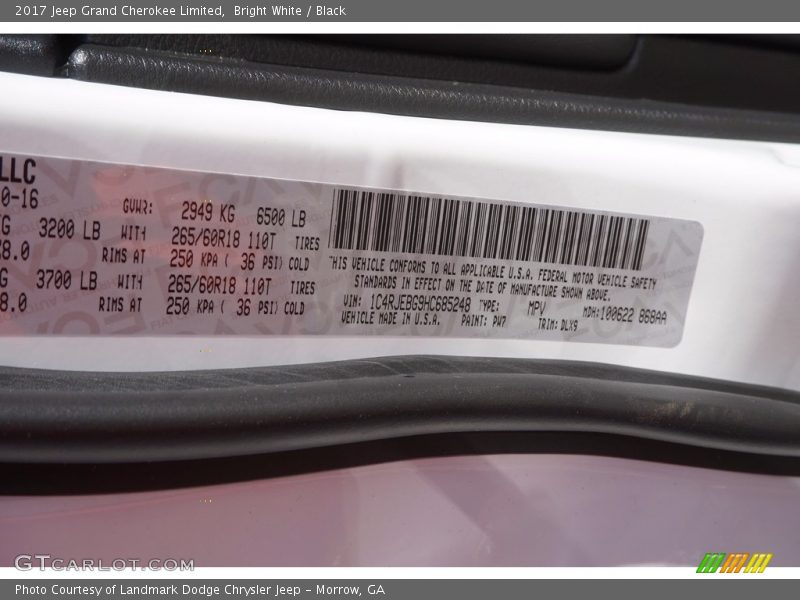 2017 Jeep Grand Cherokee Limited, Bright White / Black
LLC
0-16
GVWR: 2949 KG 6500 LB
G 3200 LB WITH 265/60R18 110T TIRES
8.0 RIMS AT 250 KPA ( 36 PSI) COLD
G 3700 LB WITH 265/60R18 110T TIRES
8.0 RIMS AT 250 KPA ( 36 PSI) COLD
THIS VEHICLE CONFORMS TO ALL APPLICABLE U.S.A. FEDERAL MOTOR VEHICLE SAFETY
STANDARDS IN EFFECT ON THE DATE OF MANUFACTURE SHOWN ABOVE.
VIN: 1C4RJEBG9HC685248 TYPE: MPV MDH:100622 868AA
VEHICLE MADE IN U.S.A. PAINT: PW7 TRIM: DLX9
GTCARLOT.COM
Photo Courtesy of Landmark Dodge Chrysler Jeep – Morrow, GA